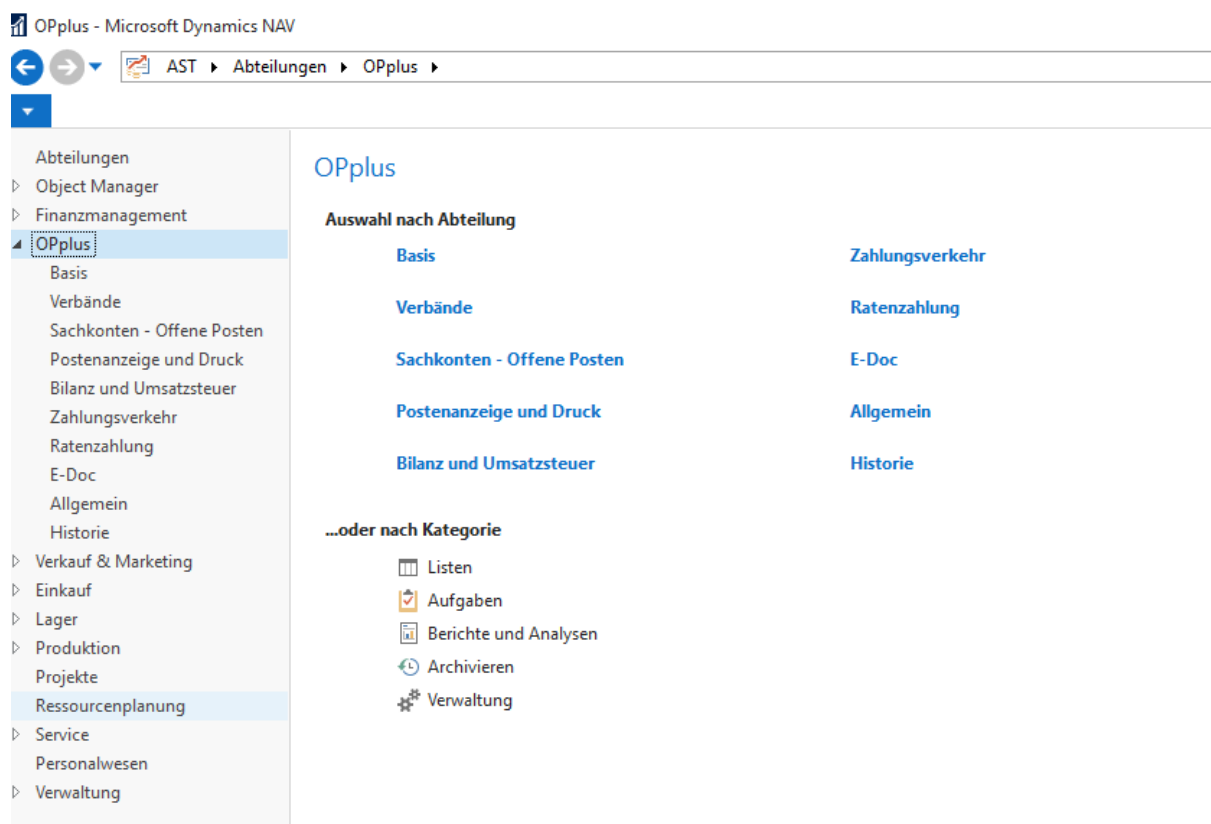 OPplus - Microsoft Dynamics NAV
AST Abteilungen OPplus
Abteilungen
Object Manager
Finanzmanagement
OPplus
Basis
Verbände
Sachkonten - Offene Posten
Postenanzeige und Druck
Bilanz und Umsatzsteuer
Zahlungsverkehr
Ratenzahlung
E-Doc
Allgemein
Historie
Verkauf & Marketing
Einkauf
Lager
Produktion
Projekte
Ressourcenplanung
Service
Personalwesen
Verwaltung
OPplus
Auswahl nach Abteilung
Basis
Zahlungsverkehr
Verbände
Ratenzahlung
Sachkonten - Offene Posten
E-Doc
Postenanzeige und Druck
Allgemein
Bilanz und Umsatzsteuer
Historie
...oder nach Kategorie
Listen
Aufgaben
Berichte und Analysen
Archivieren
Verwaltung